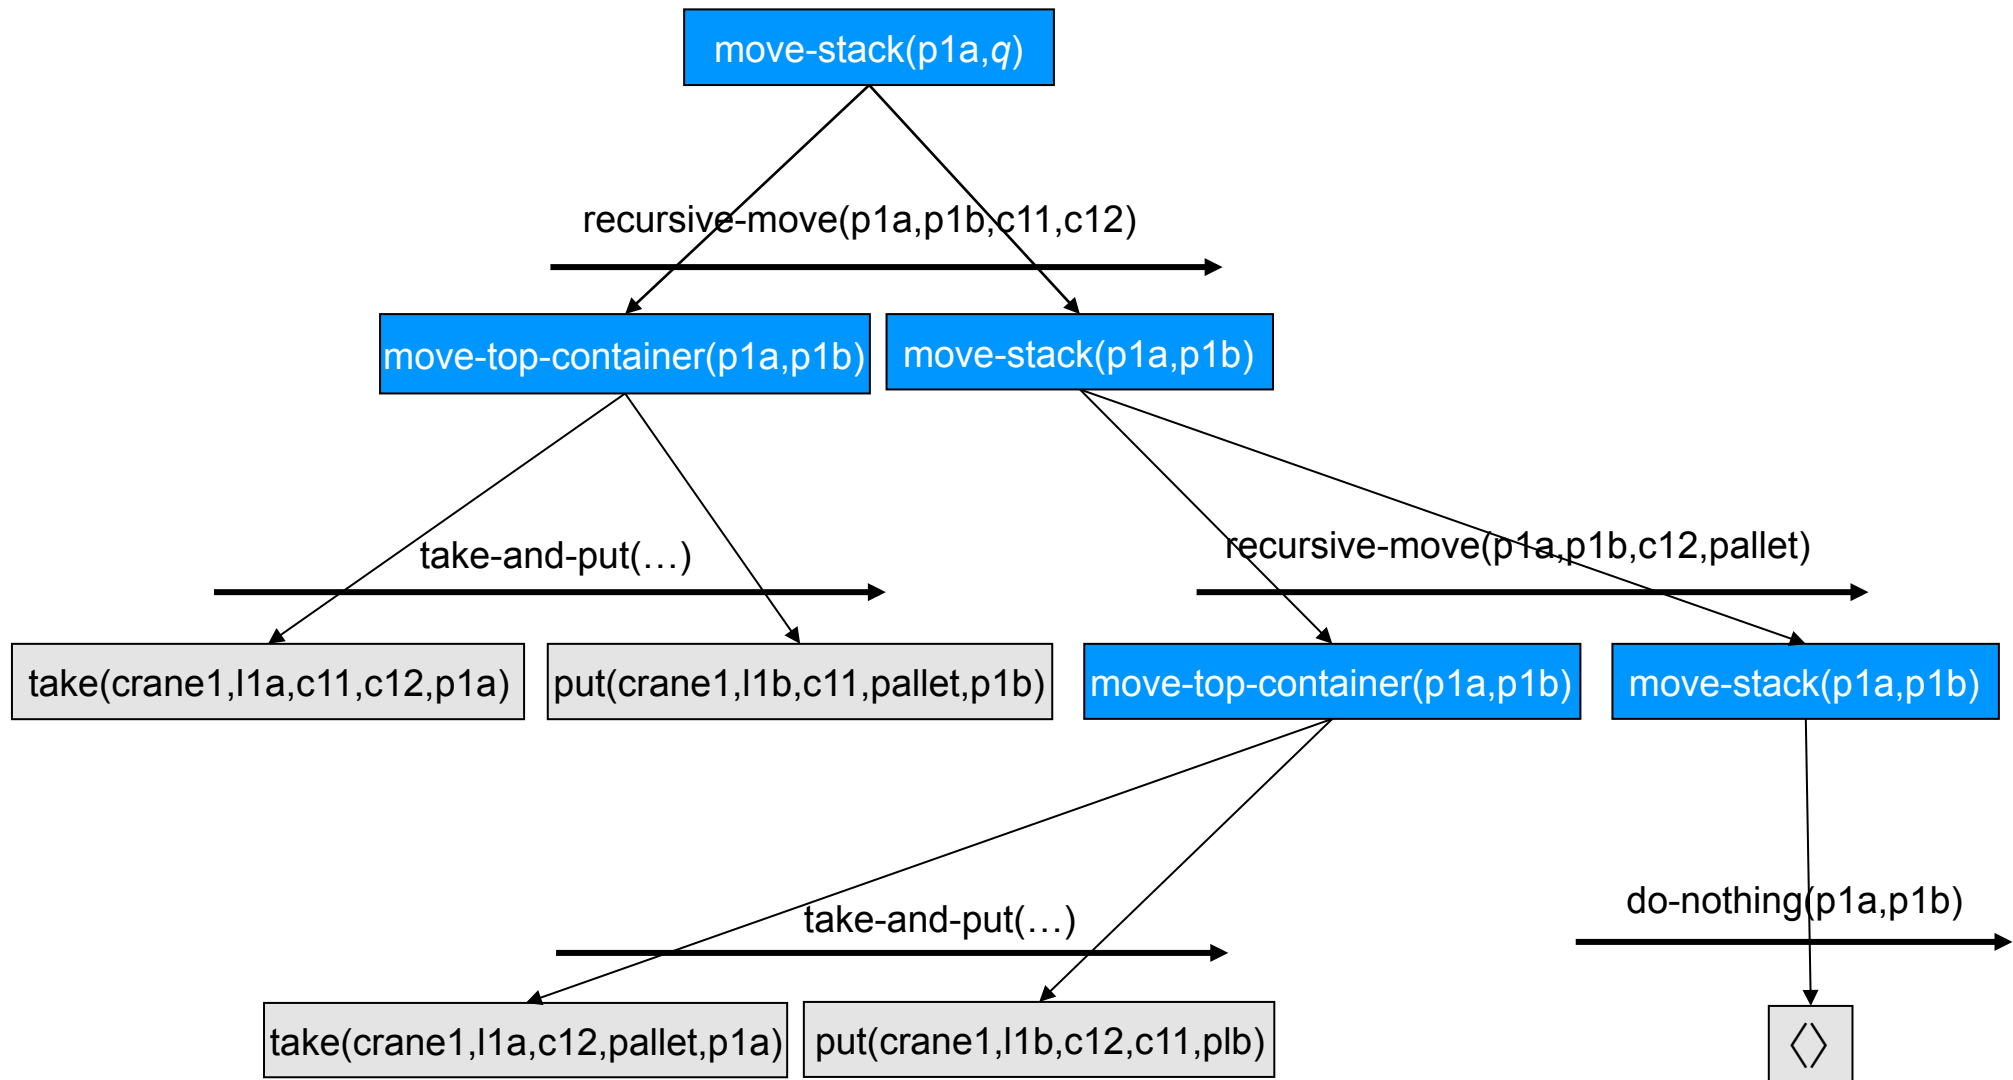 move-stack(p1a,q)
recursive-move(p1a,p1b,c11,c12)
move-top-container(p1a,p1b)
move-stack(p1a,p1b)
take-and-put(…)
recursive-move(p1a,p1b,c12,pallet)
take(crane1,l1a,c11,c12,p1a)
put(crane1,l1b,c11,pallet,p1b)
move-top-container(p1a,p1b)
move-stack(p1a,p1b)
take-and-put(…)
do-nothing(p1a,p1b)
take(crane1,l1a,c12,pallet,p1a)
put(crane1,l1b,c12,c11,plb)
〈〉